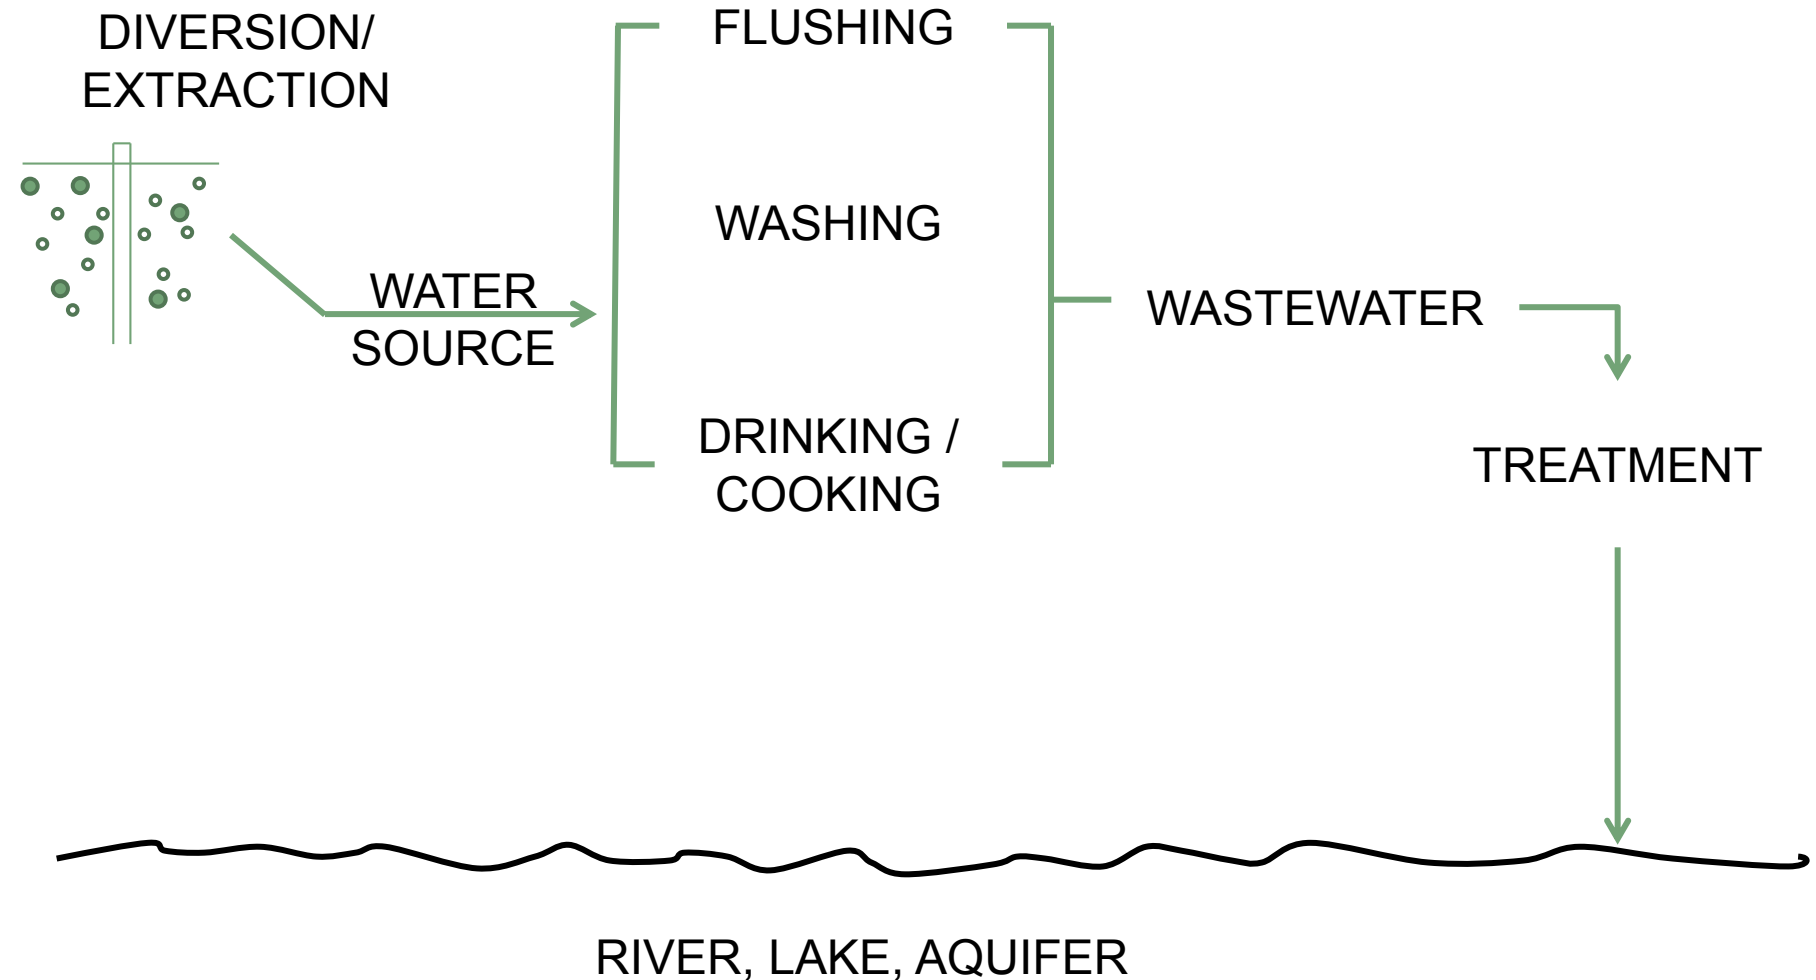 DIVERSION/
EXTRACTION
WATER
SOURCE
FLUSHING
WASHING
DRINKING /
COOKING
WASTEWATER
TREATMENT
RIVER, LAKE, AQUIFER